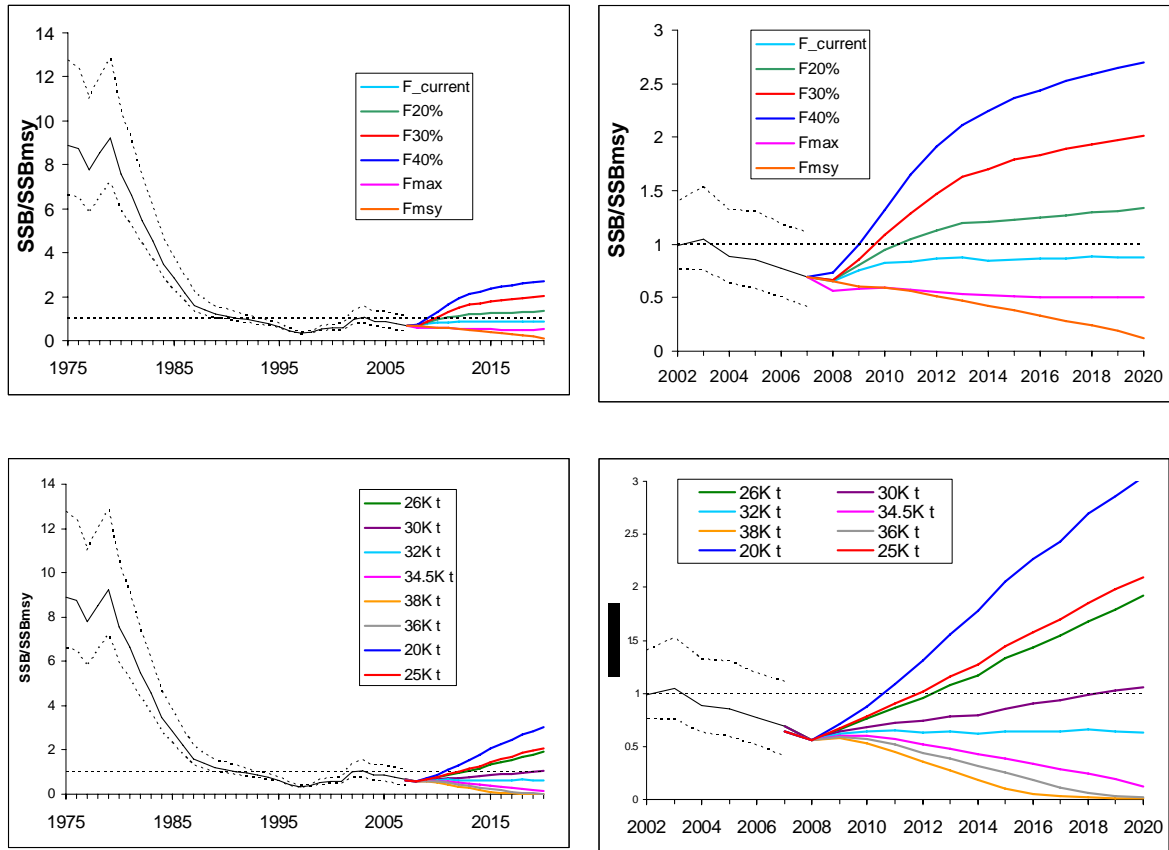 14
12
10
8
6
4
2
0
SSB/SSBmsy
1975
1985
1995
2005
2015
F_current
F20%
F30%
F40%
Fmax
Fmsy
3
2.5
2
1.5
1
0.5
0
SSB/SSBmsy
2002
2004
2006
2008
2010
2012
2014
2016
2018
2020
F_current
F20%
F30%
F40%
Fmax
Fmsy
14
12
10
8
6
4
2
0
SSB/SSBmsy
1975
1985
1995
2005
2015
26K t
30K t
32K t
34.5K t
38K t
36K t
20K t
25K t
3
2.5
2
1.5
1
0.5
0
2002
2004
2006
2008
2010
2012
2014
2016
2018
2020
26K t
30K t
32K t
34.5K t
38K t
36K t
20K t
25K t